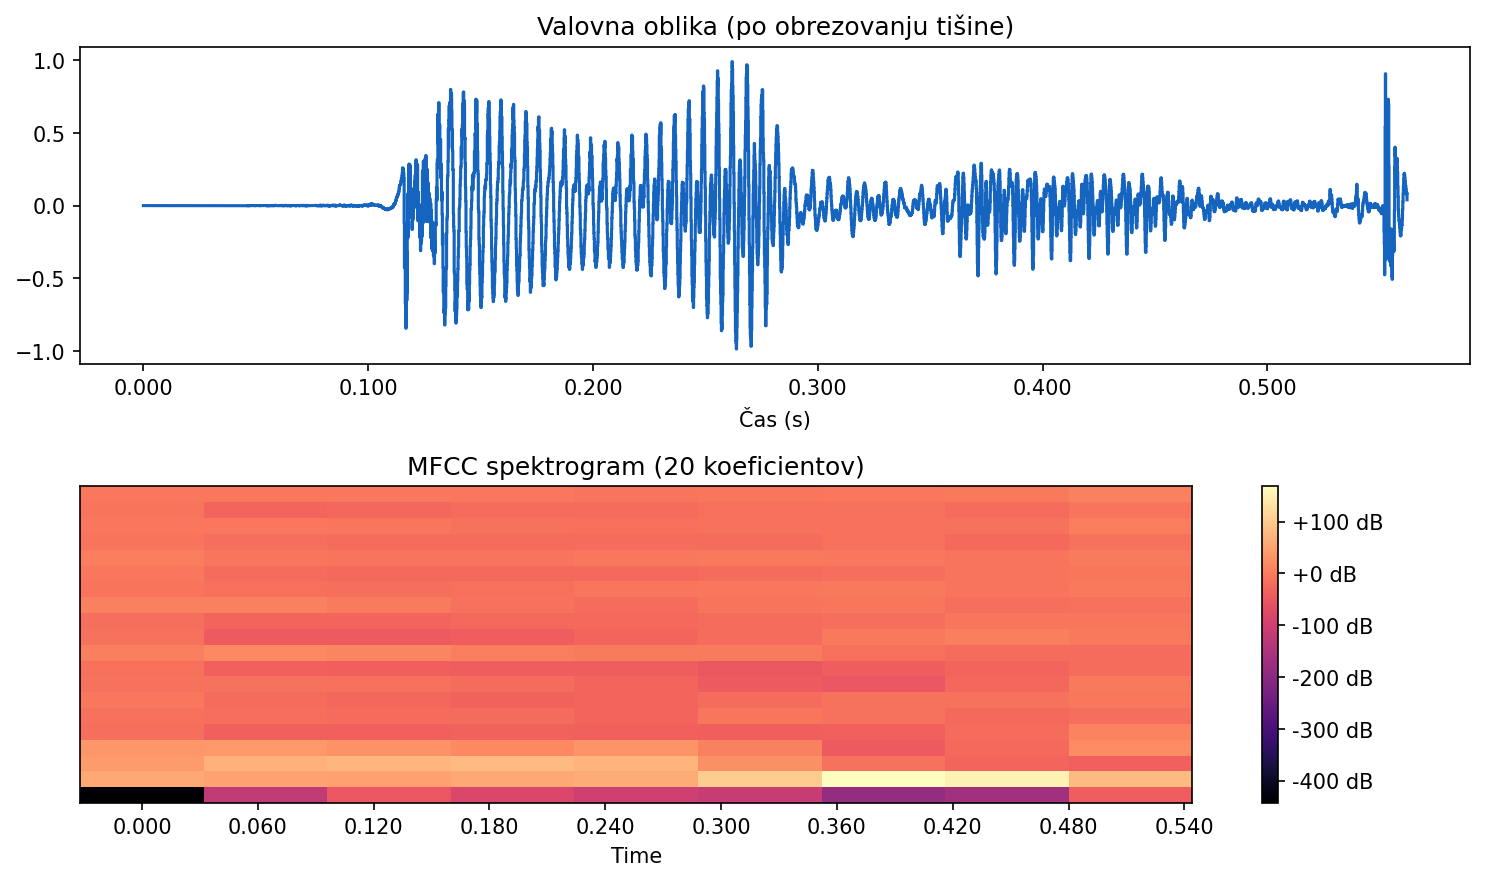 Valovna oblika (po obrezovanju tišine)
1.0
0.5
0.0
−0.5
−1.0
0.000 0.100 0.200 0.300 0.400 0.500
Čas (s)
MFCC spektrogram (20 koeficientov)
+100 dB
+0 dB
-100 dB
-200 dB
-300 dB
-400 dB
0.000 0.060 0.120 0.180 0.240 0.300 0.360 0.420 0.480 0.540
Time